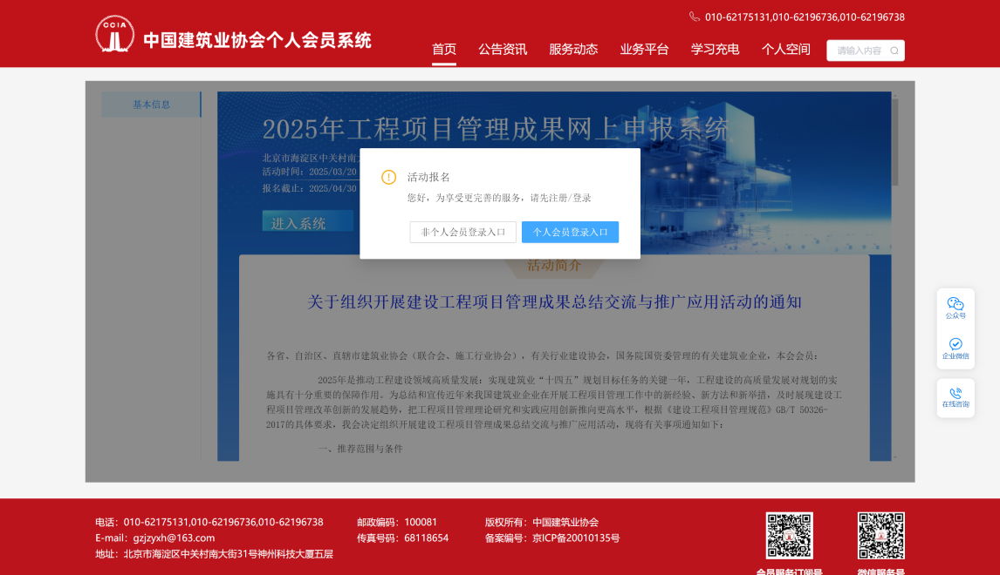 CCIA
中国建筑业协会个人会员系统
010-62175131,010-62196736,010-62196738
首页 公告资讯 服务动态 业务平台 学习充电 个人空间 请输入内容
基本信息
2025年工程项目管理成果网上申报系统
北京市海淀区中关村南大
活动时间：2025/03/20
报名截止：2025/04/30
进入系统
活动报名
您好，为享受更完善的服务，请先注册/登录
非个人会员登录入口 个人会员登录入口
活动简介
关于组织开展建设工程项目管理成果总结交流与推广应用活动的通知
各省、自治区、直辖市建筑业协会（联合会、施工行业协会），有关行业建设协会，国务院国资委管理的有关建筑业企业，本会会员：
2025年是推动工程建设领域高质量发展；实现建筑业“十四五”规划目标任务的关键一年，工程建设的高质量发展对规划的实
施具有十分重要的保障作用。为总结和宣传近年来我国建筑业企业在开展工程项目管理工作中的新经验、新方法和新举措，及时展现建设工
程项目管理改革创新的发展趋势，把工程项目管理理论研究和实践应用创新推向更高水平，根据《建设工程项目管理规范》GB/T 50326-
2017的具体要求，我会决定组织开展建设工程项目管理成果总结交流与推广应用活动，现将有关事项通知如下：
一、推荐范围与条件
公众号
企业微信
在线咨询
电话：010-62175131,010-62196736,010-62196738
E-mail：gzjzyxh@163.com
地址：北京市海淀区中关村南大街31号神州科技大厦五层
邮政编码：100081
传真号码：68118654
版权所有：中国建筑业协会
备案编号：京ICP备20010135号
会员服务订阅号 微信服务号